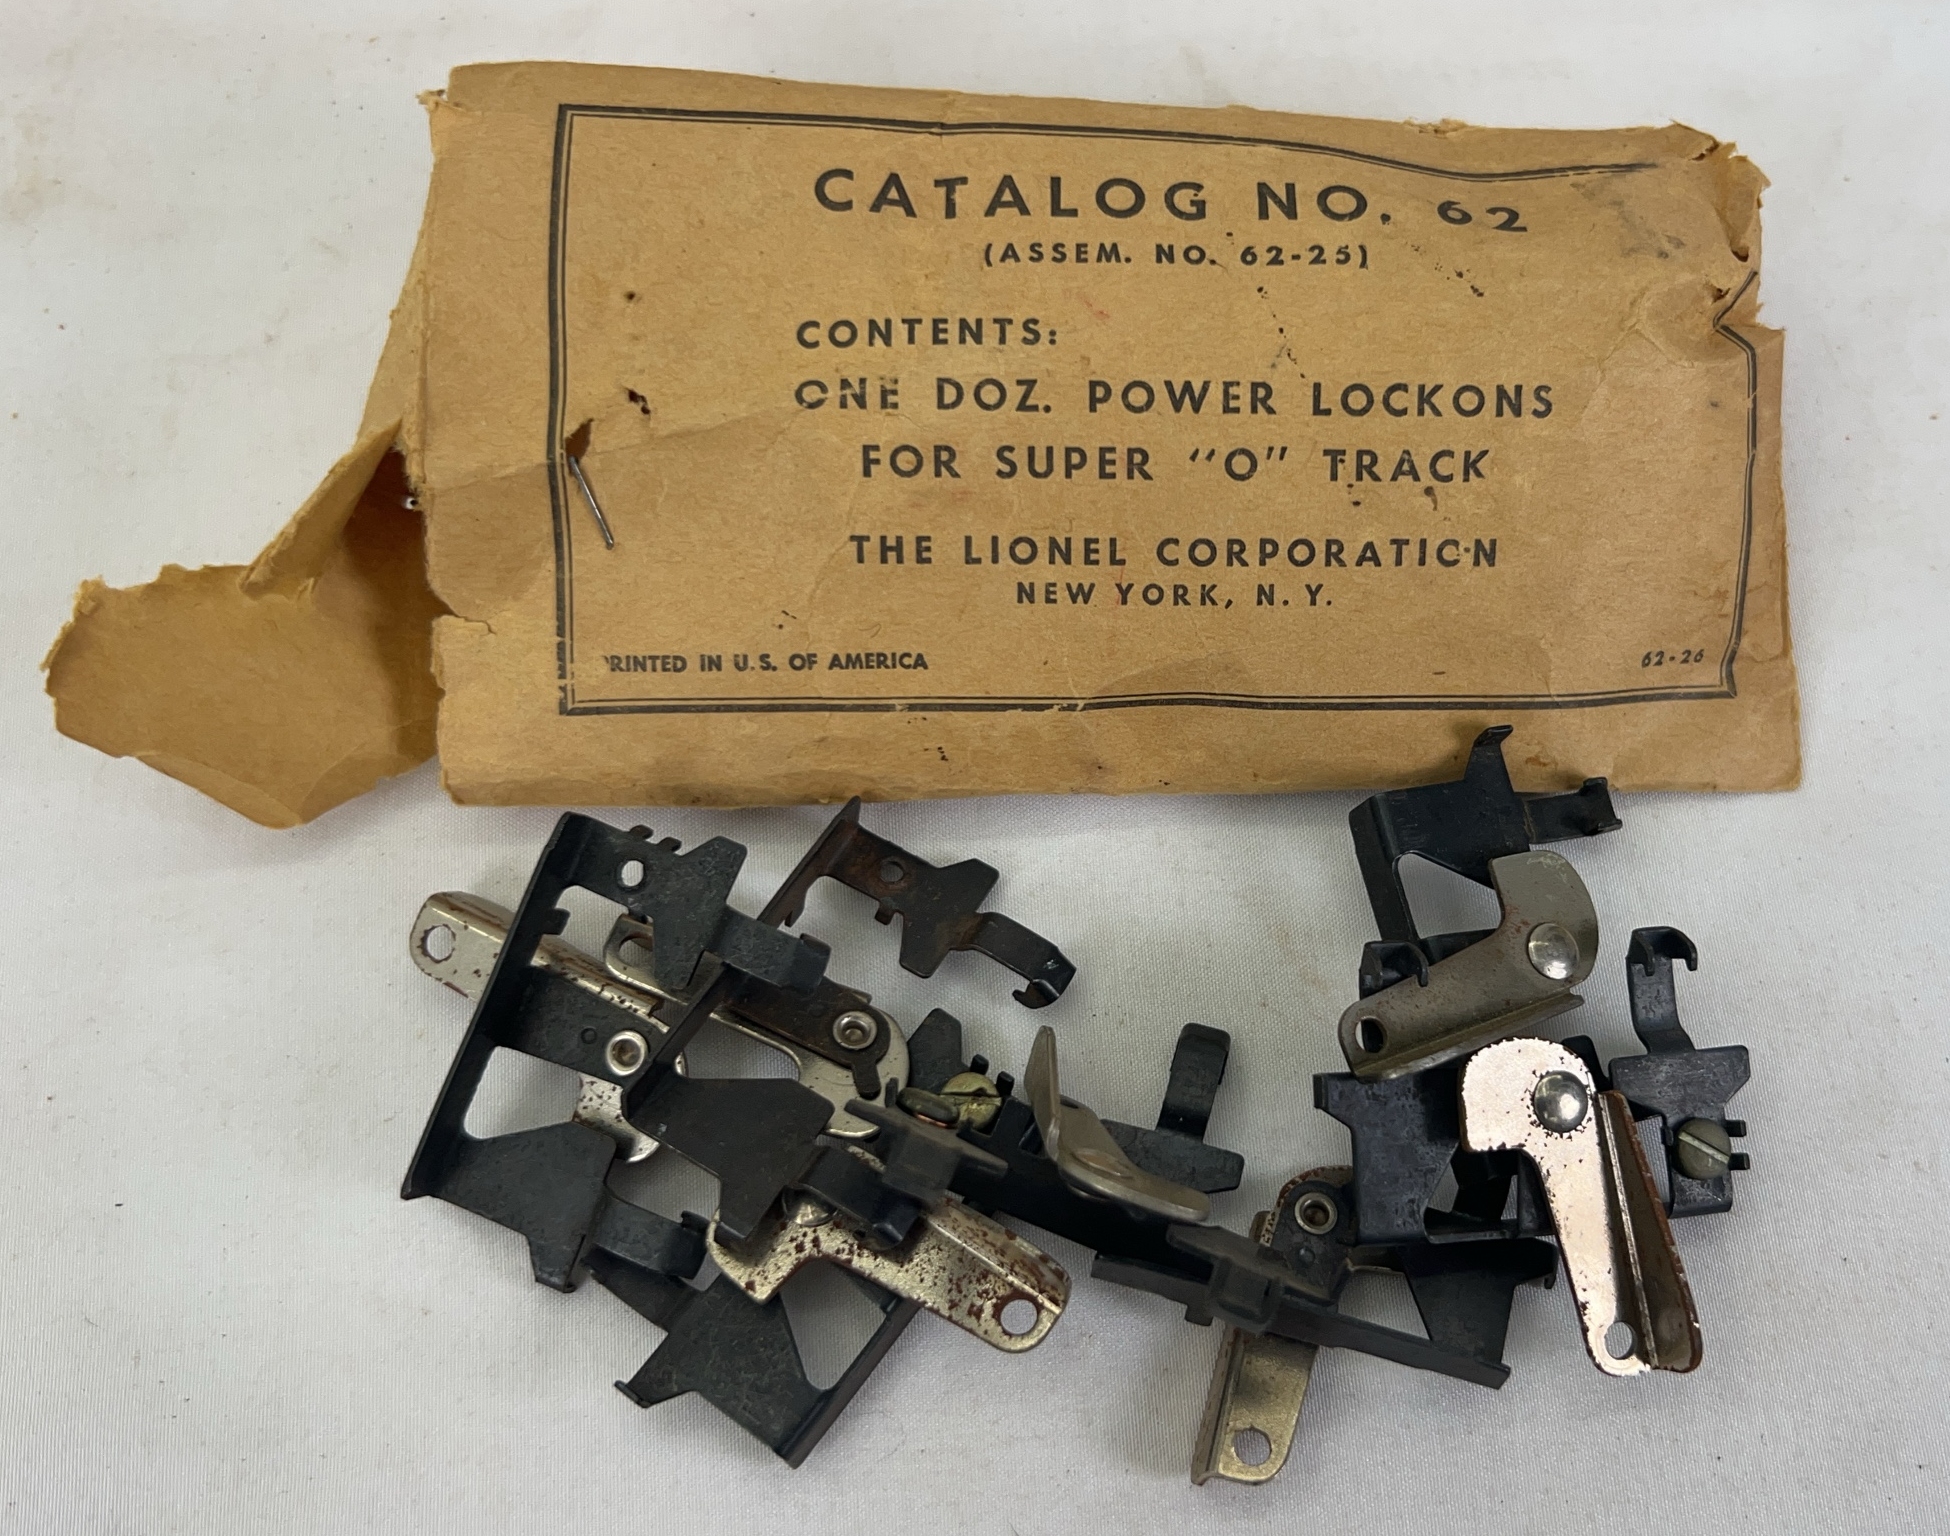 CATALOG NO. 62
(ASSEM. NO. 62-25)
CONTENTS:
ONE DOZ. POWER LOCKONS
FOR SUPER "O" TRACK
THE LIONEL CORPORATION
NEW YORK, N. Y.
PRINTED IN U. S. OF AMERICA
62-26